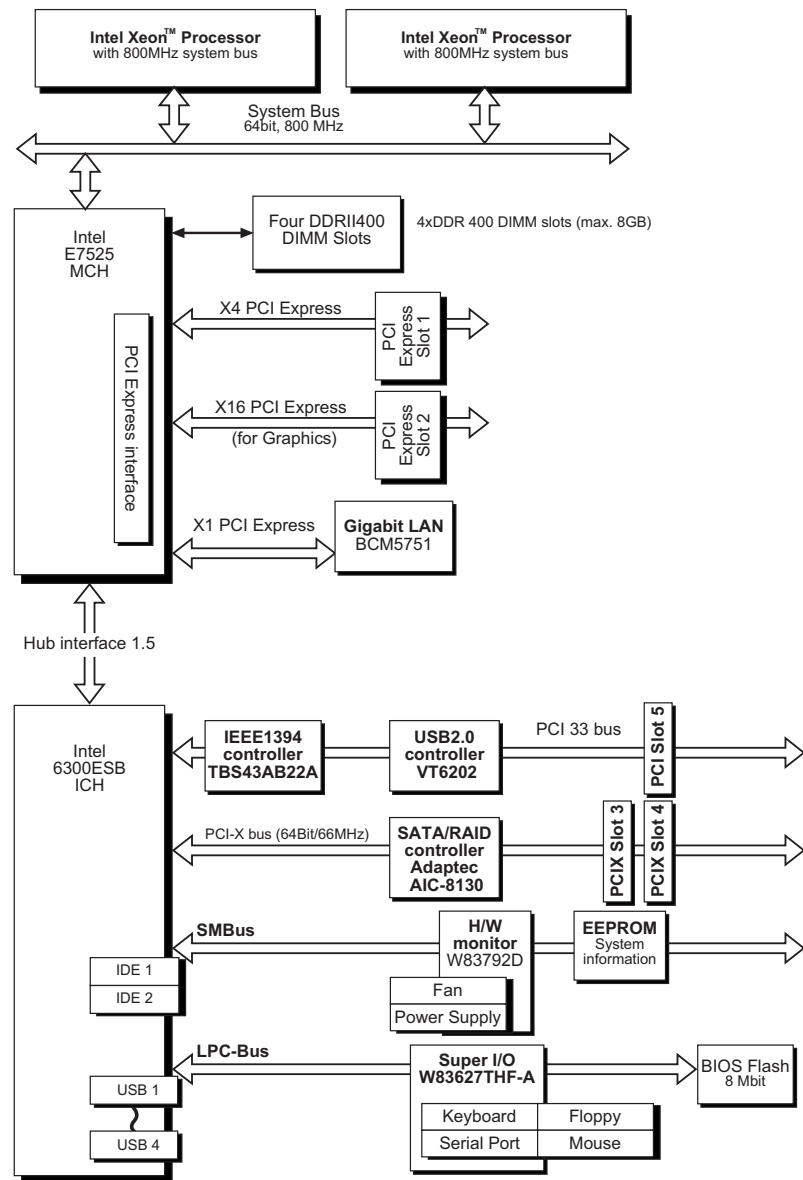 Intel Xeon™ Processor
with 800MHz system bus
Intel Xeon™ Processor
with 800MHz system bus
System Bus
64bit, 800 MHz
Intel
E7525
MCH
Four DDRII400
DIMM Slots
4xDDR 400 DIMM slots (max. 8GB)
PCI Express interface
X4 PCI Express
PCI
Express
Slot 1
X16 PCI Express
(for Graphics)
PCI
Express
Slot 2
X1 PCI Express
Gigabit LAN
BCM5751
Hub interface 1.5
Intel
6300ESB
ICH
IEEE1394
controller
TBS43AB22A
USB2.0
controller
VT6202
PCI 33 bus
PCI Slot 5
PCI-X bus (64Bit/66MHz)
SATA/RAID
controller
Adaptec
AIC-8130
PCIX Slot 3
PCIX Slot 4
SMBus
H/W
monitor
W83792D
Fan
Power Supply
EEPROM
System
information
IDE 1
IDE 2
LPC-Bus
Super I/O
W83627THF-A
Keyboard
Floppy
Serial Port
Mouse
BIOS Flash
8 Mbit
USB 1
USB 4